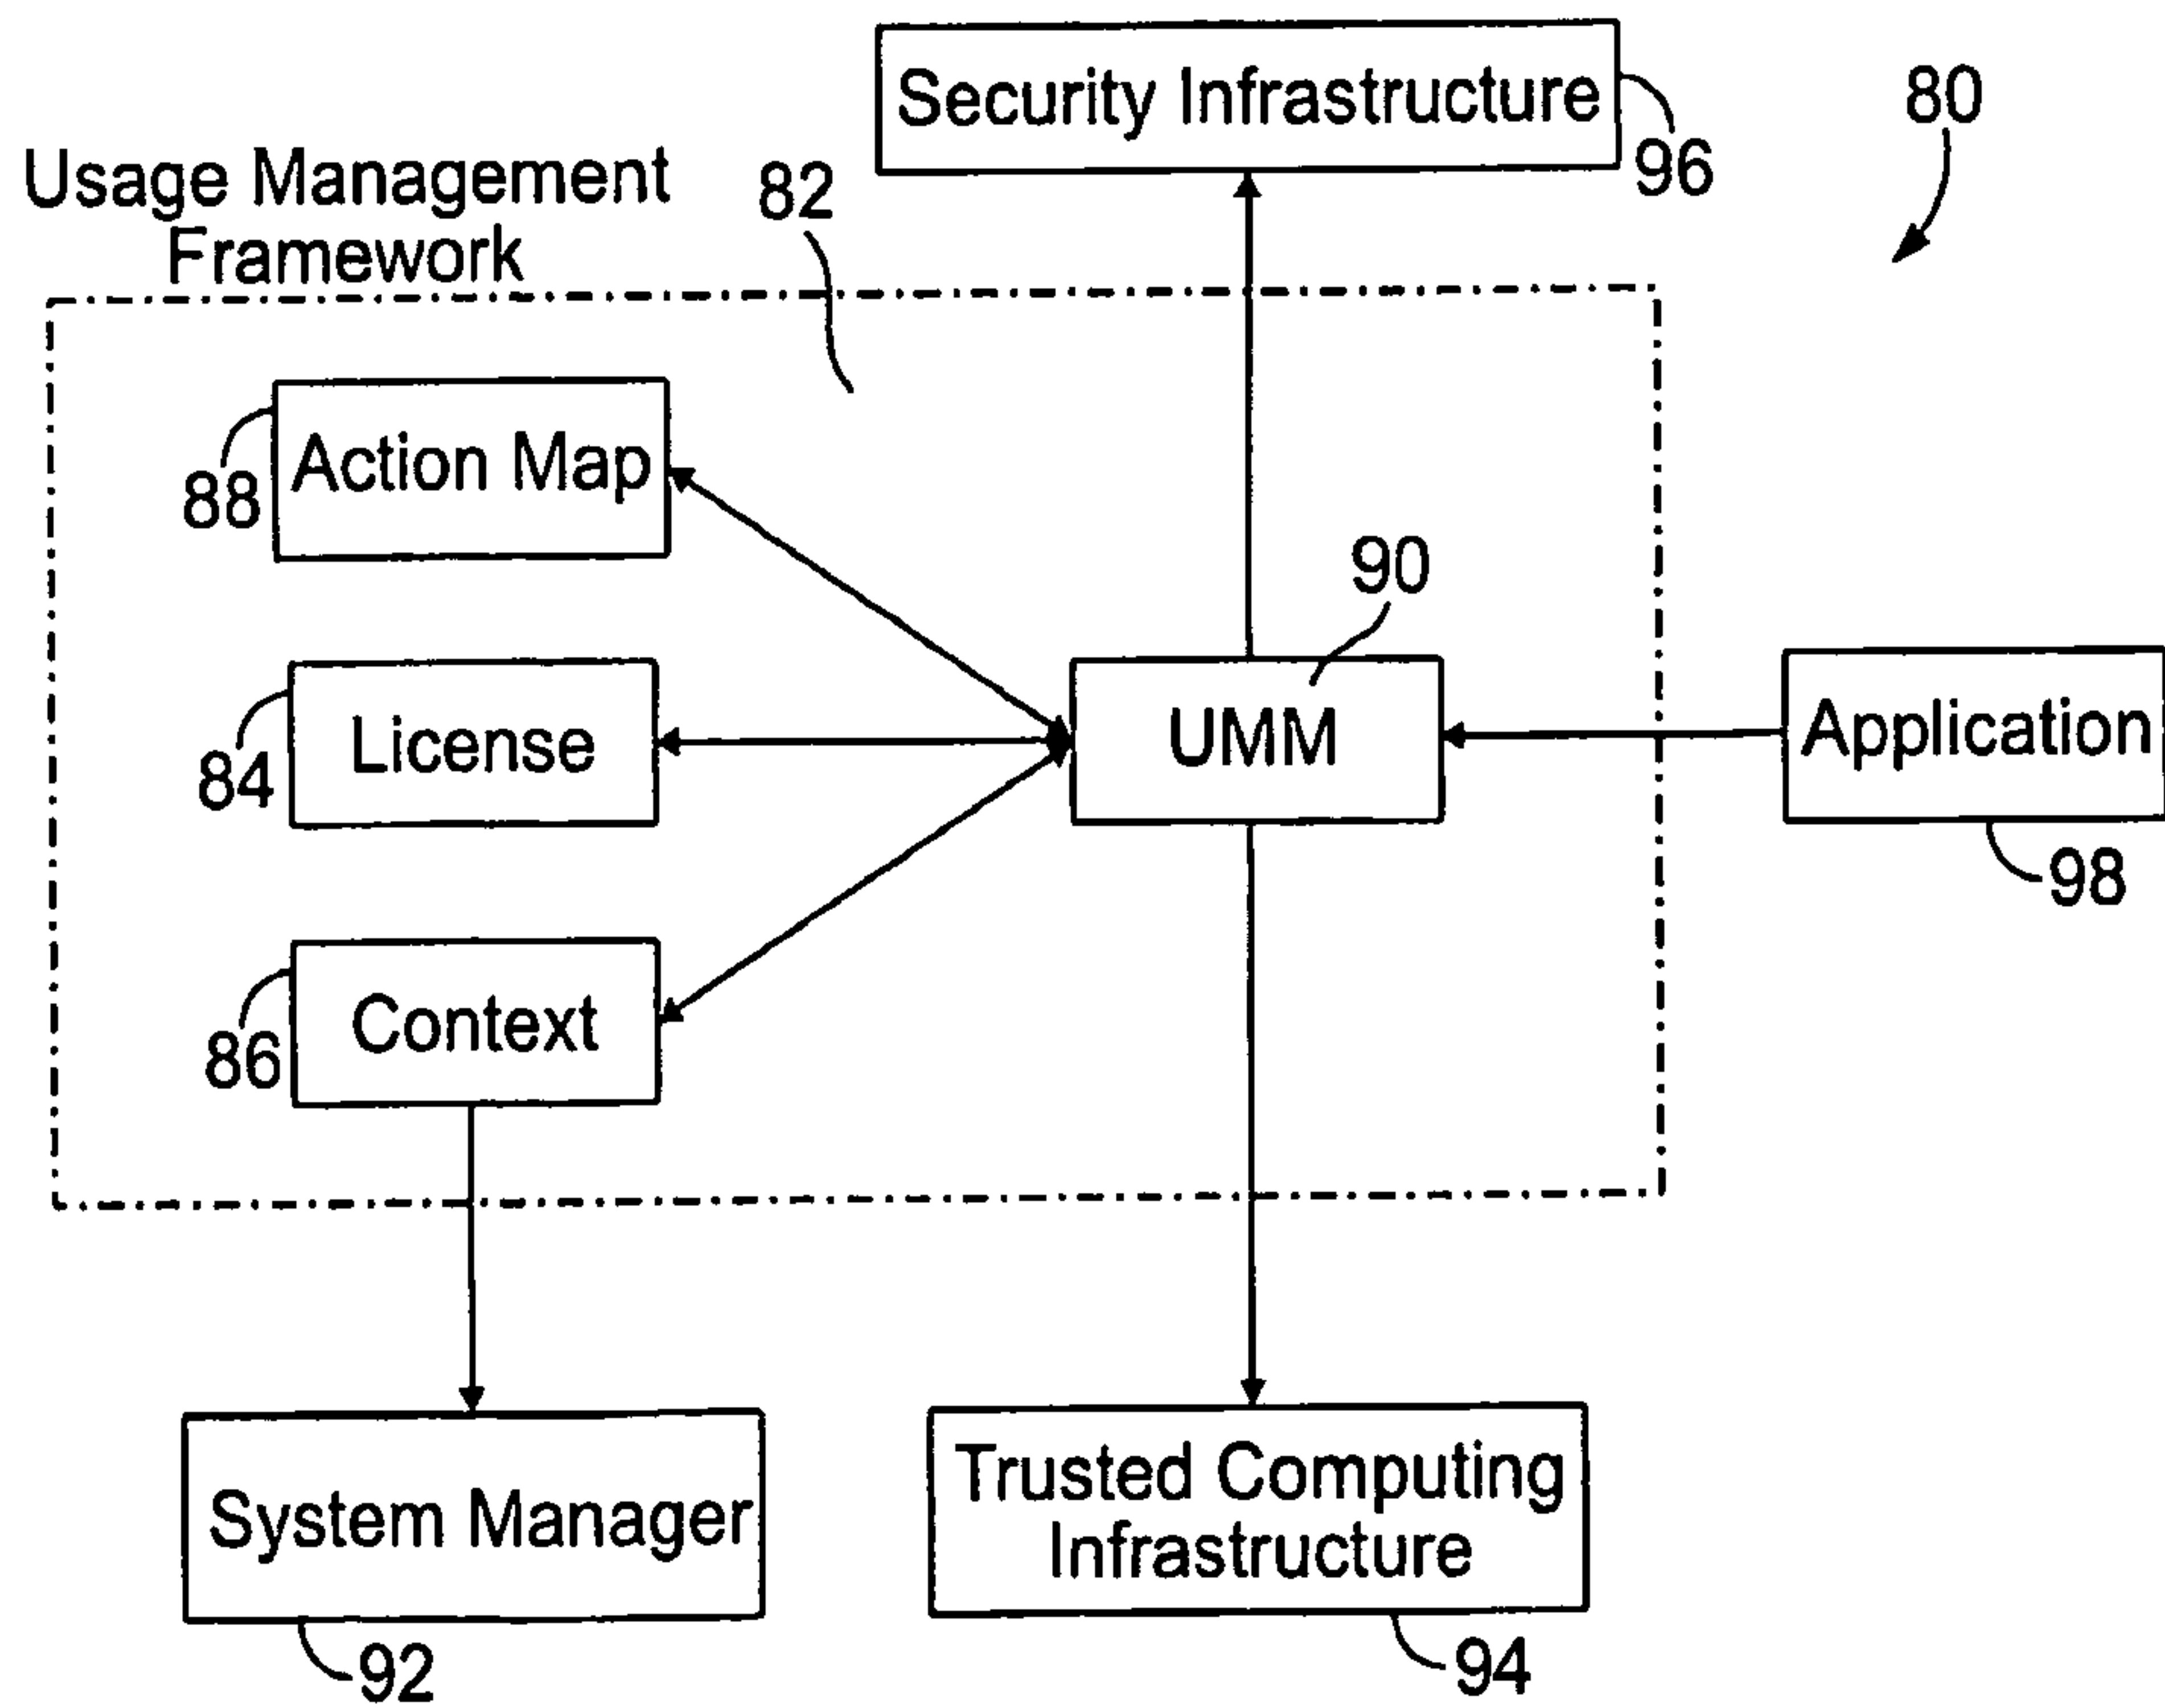 Security Infrastructure
96
80
Usage Management
Framework
82
Action Map
88
90
License
84
UMM
Application
98
Context
86
System Manager
92
Trusted Computing
Infrastructure
94